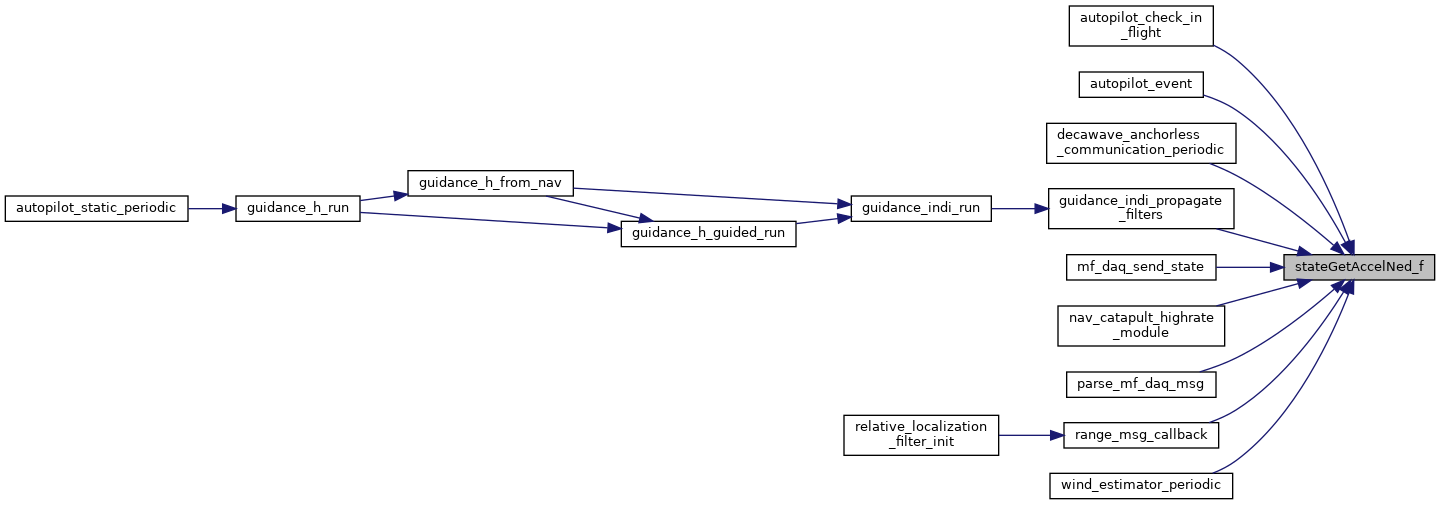 autopilot_check_in
_flight
autopilot_event
decawave_anchorless
_communication_periodic
guidance_h_from_nav
guidance_indi_propagate
_filters
autopilot_static_periodic
guidance_h_run
guidance_indi_run
guidance_h_guided_run
mf_daq_send_state
stateGetAccelNed_f
nav_catapult_highrate
_module
parse_mf_daq_msg
relative_localization
_filter_init
range_msg_callback
wind_estimator_periodic